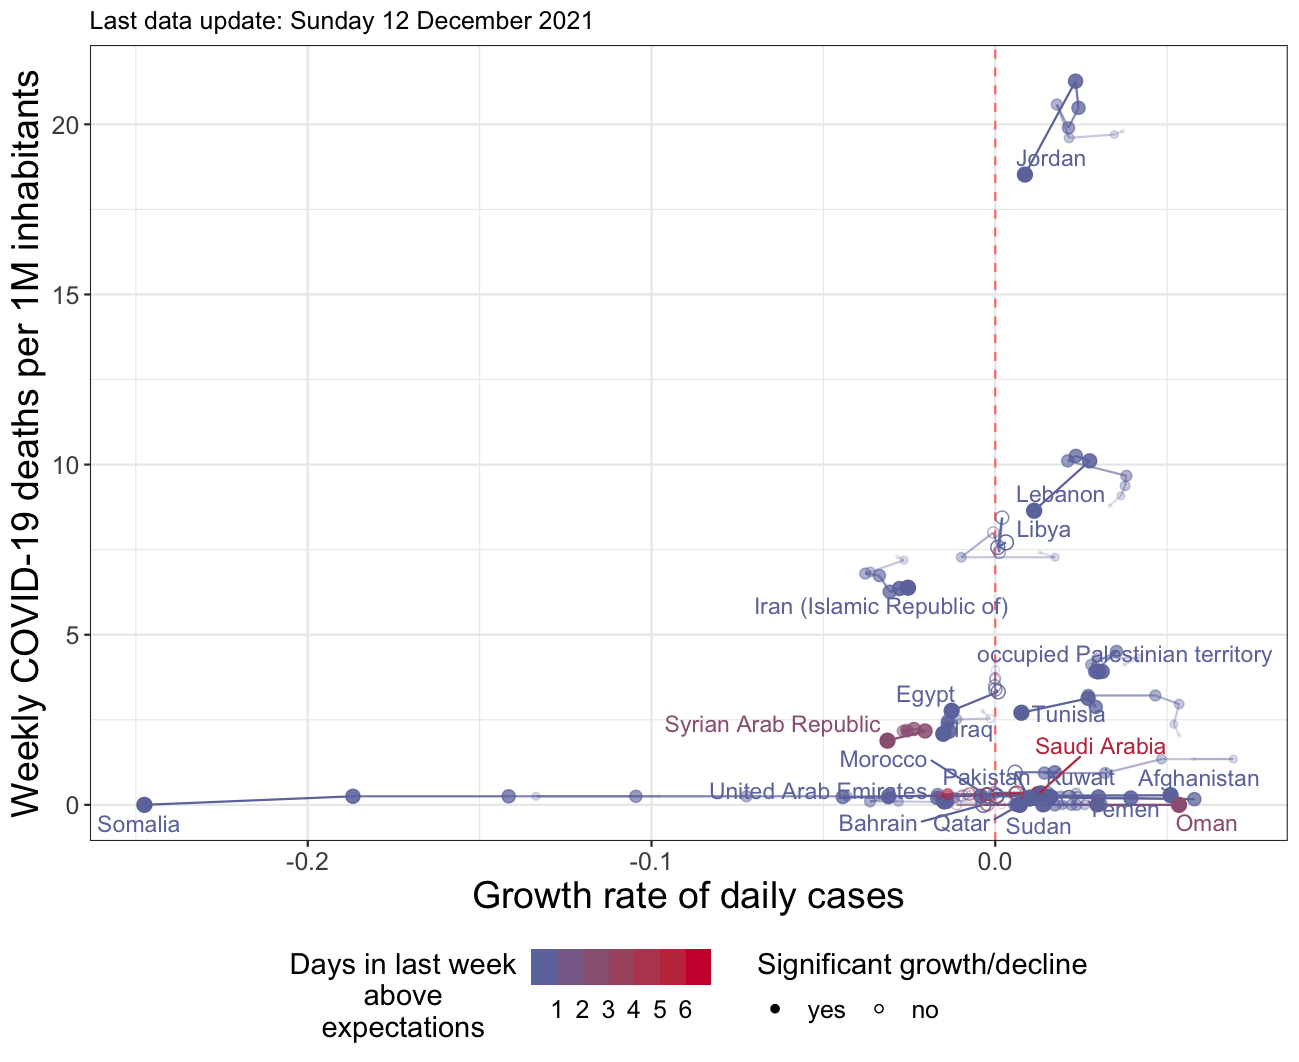 Last data update: Sunday 12 December 2021
Weekly COVID-19 deaths per 1M inhabitants
20
15
10
5
0
Jordan
Lebanon
Libya
Iran (Islamic Republic of)
occupied Palestinian territory
Egypt
Tunisia
Syrian Arab Republic
Iraq
Saudi Arabia
Morocco
Pakistan
Kuwait
Afghanistan
United Arab Emirates
Yemen
Somalia
Bahrain
Qatar
Sudan
Oman
-0.2
-0.1
0.0
Growth rate of daily cases
Days in last week
above
expectations
1 2 3 4 5 6
Significant growth/decline
yes
no